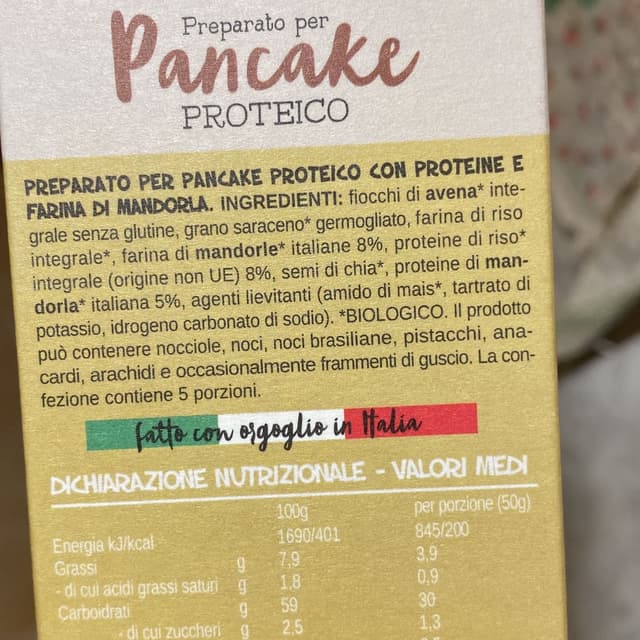 Preparato per
Pancake
PROTEICO
PREPARATO PER PANCAKE PROTEICO CON PROTEINE E
FARINA DI MANDORLA. INGREDIENTI: fiocchi di avena* inte-
grale senza glutine, grano saraceno* germogliato, farina di riso
integrale*, farina di mandorle* italiane 8%, proteine di riso*
integrale (origine non UE) 8%, semi di chia*, proteine di man-
dorla* italiana 5%, agenti lievitanti (amido di mais*, tartrato di
potassio, idrogeno carbonato di sodio). *BIOLOGICO. Il prodotto
può contenere nocciole, noci, noci brasiliane, pistacchi, ana-
cardi, arachidi e occasionalmente frammenti di guscio. La con-
fezione contiene 5 porzioni.
fatto con orgoglio in Italia
DICHIARAZIONE NUTRIZIONALE - VALORI MEDI
100g per porzione (50g)
Energia kJ/kcal 1690/401 845/200
Grassi g 7,9 3,9
- di cui acidi grassi saturi g 1,8 0,9
Carboidrati g 59 30
- di cui zuccheri g 2,5 1,3